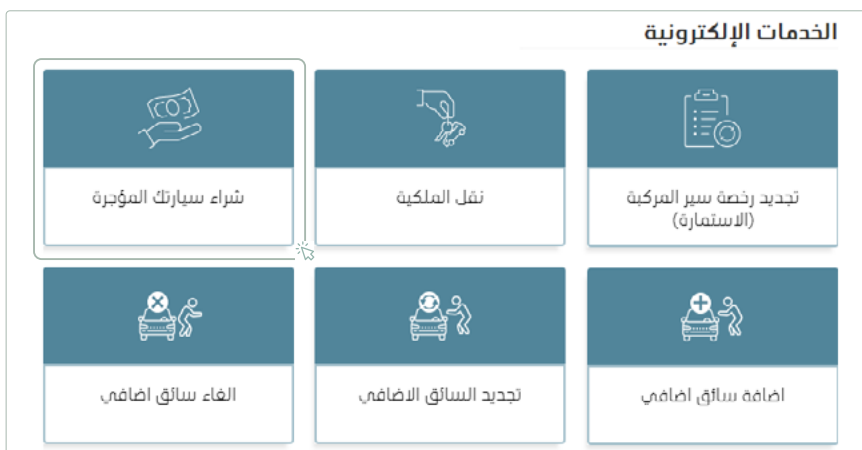 الخدمات الإلكترونية
تجديد رخصة سير المركبة
(الاستمارة)
نقل الملكية
شراء سيارتك المؤجرة
اضافة سائق اضافي
تجديد السائق الاضافي
الغاء سائق اضافي